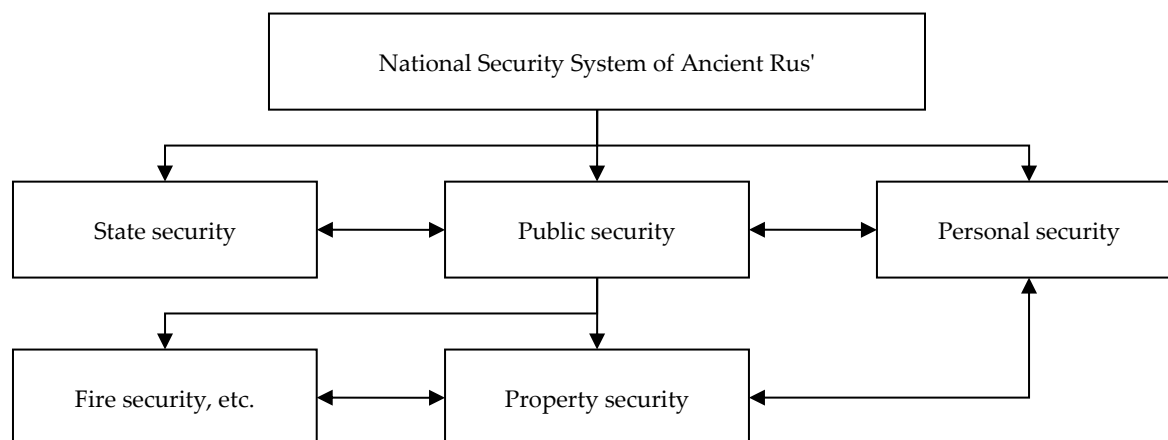 National Security System of Ancient Rus'
State security
Public security
Personal security
Fire security, etc.
Property security